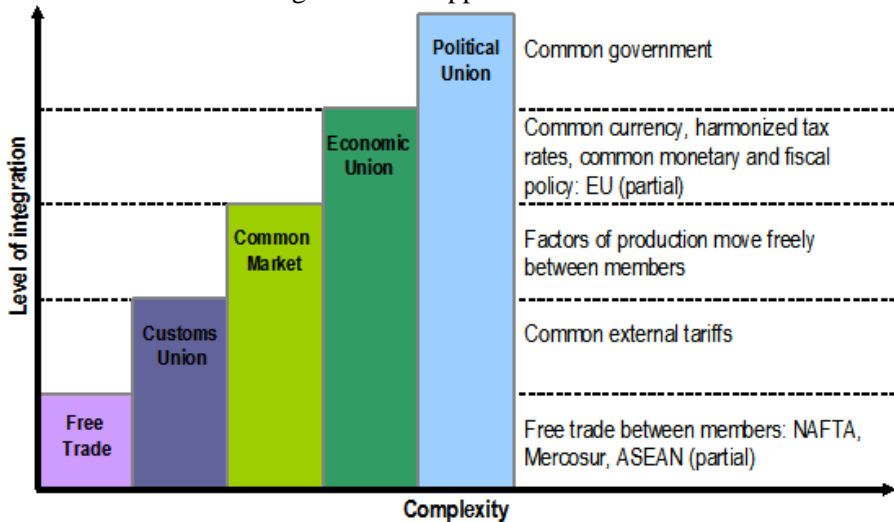 Political
Union
Common government
Economic
Union
Common currency, harmonized tax
rates, common monetary and fiscal
policy: EU (partial)
Common
Market
Factors of production move freely
between members
Customs
Union
Common external tariffs
Free
Trade
Free trade between members: NAFTA,
Mercosur, ASEAN (partial)
Level of integration
Complexity